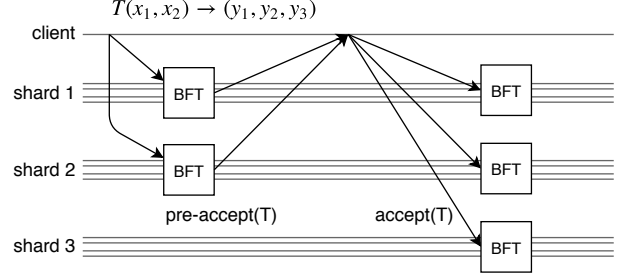 T(x₁, x₂) → (y₁, y₂, y₃)
client
shard 1 BFT BFT
shard 2 BFT BFT
pre-accept(T) accept(T)
shard 3 BFT